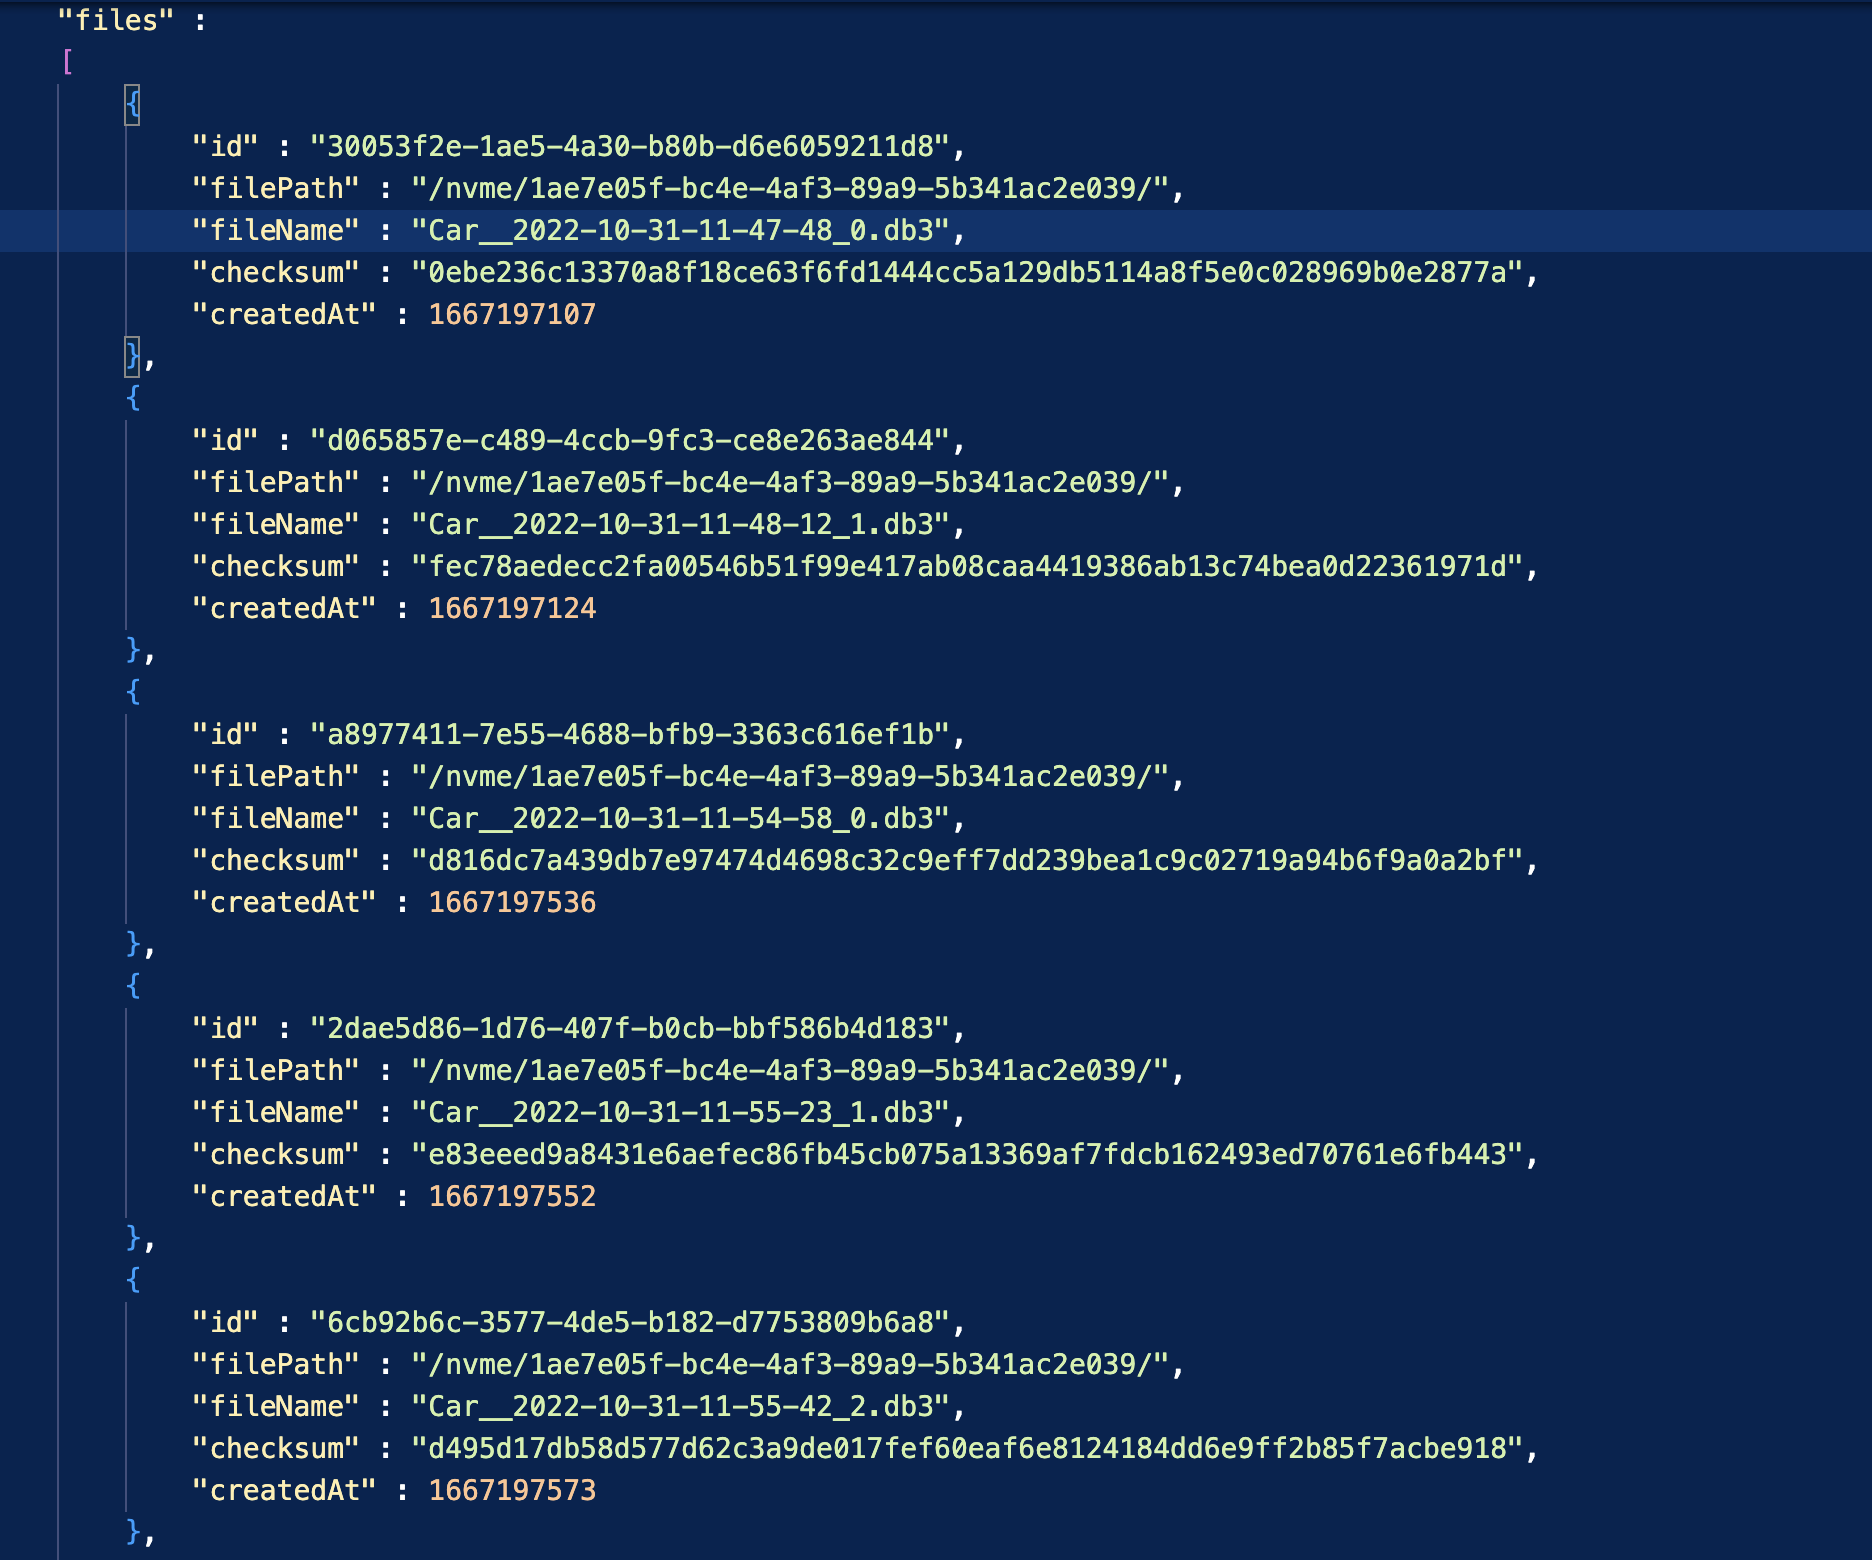 "files" :
[
{
"id" : "30053f2e-1ae5-4a30-b80b-d6e6059211d8",
"filePath" : "/nvme/1ae7e05f-bc4e-4af3-89a9-5b341ac2e039/",
"fileName" : "Car__2022-10-31-11-47-48_0.db3",
"checksum" : "0ebe236c13370a8f18ce63f6fd1444cc5a129db5114a8f5e0c028969b0e2877a",
"createdAt" : 1667197107
},
{
"id" : "d065857e-c489-4ccb-9fc3-ce8e263ae844",
"filePath" : "/nvme/1ae7e05f-bc4e-4af3-89a9-5b341ac2e039/",
"fileName" : "Car__2022-10-31-11-48-12_1.db3",
"checksum" : "fec78aedecc2fa00546b51f99e417ab08caa4419386ab13c74bea0d22361971d",
"createdAt" : 1667197124
},
{
"id" : "a8977411-7e55-4688-bfb9-3363c616ef1b",
"filePath" : "/nvme/1ae7e05f-bc4e-4af3-89a9-5b341ac2e039/",
"fileName" : "Car__2022-10-31-11-54-58_0.db3",
"checksum" : "d816dc7a439db7e97474d4698c32c9eff7dd239bea1c9c02719a94b6f9a0a2bf",
"createdAt" : 1667197536
},
{
"id" : "2dae5d86-1d76-407f-b0cb-bbf586b4d183",
"filePath" : "/nvme/1ae7e05f-bc4e-4af3-89a9-5b341ac2e039/",
"fileName" : "Car__2022-10-31-11-55-23_1.db3",
"checksum" : "e83eeed9a8431e6aefec86fb45cb075a13369af7fdcb162493ed70761e6fb443",
"createdAt" : 1667197552
},
{
"id" : "6cb92b6c-3577-4de5-b182-d7753809b6a8",
"filePath" : "/nvme/1ae7e05f-bc4e-4af3-89a9-5b341ac2e039/",
"fileName" : "Car__2022-10-31-11-55-42_2.db3",
"checksum" : "d495d17db58d577d62c3a9de017fef60eaf6e8124184dd6e9ff2b85f7acbe918",
"createdAt" : 1667197573
},